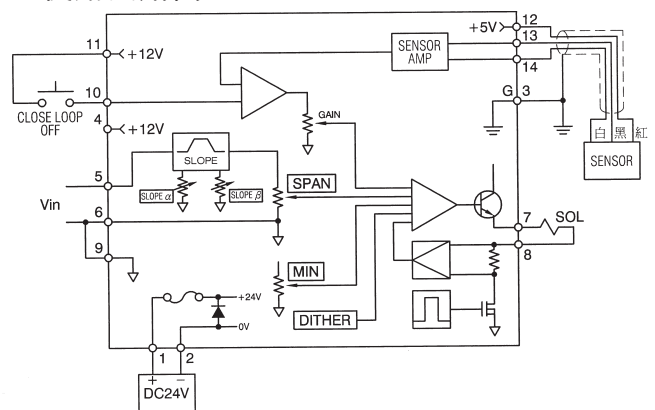 +5V
12
13
14
11
+12V
SENSOR
AMP
10
CLOSE LOOP
OFF
4
+12V
GAIN
G
3
白 黑 紅
SENSOR
SLOPE
5
SLOPE α
SLOPE β
SPAN
Vin
6
7
SOL
8
9
MIN
+24V
DITHER
0V
1
2
+ −
DC24V